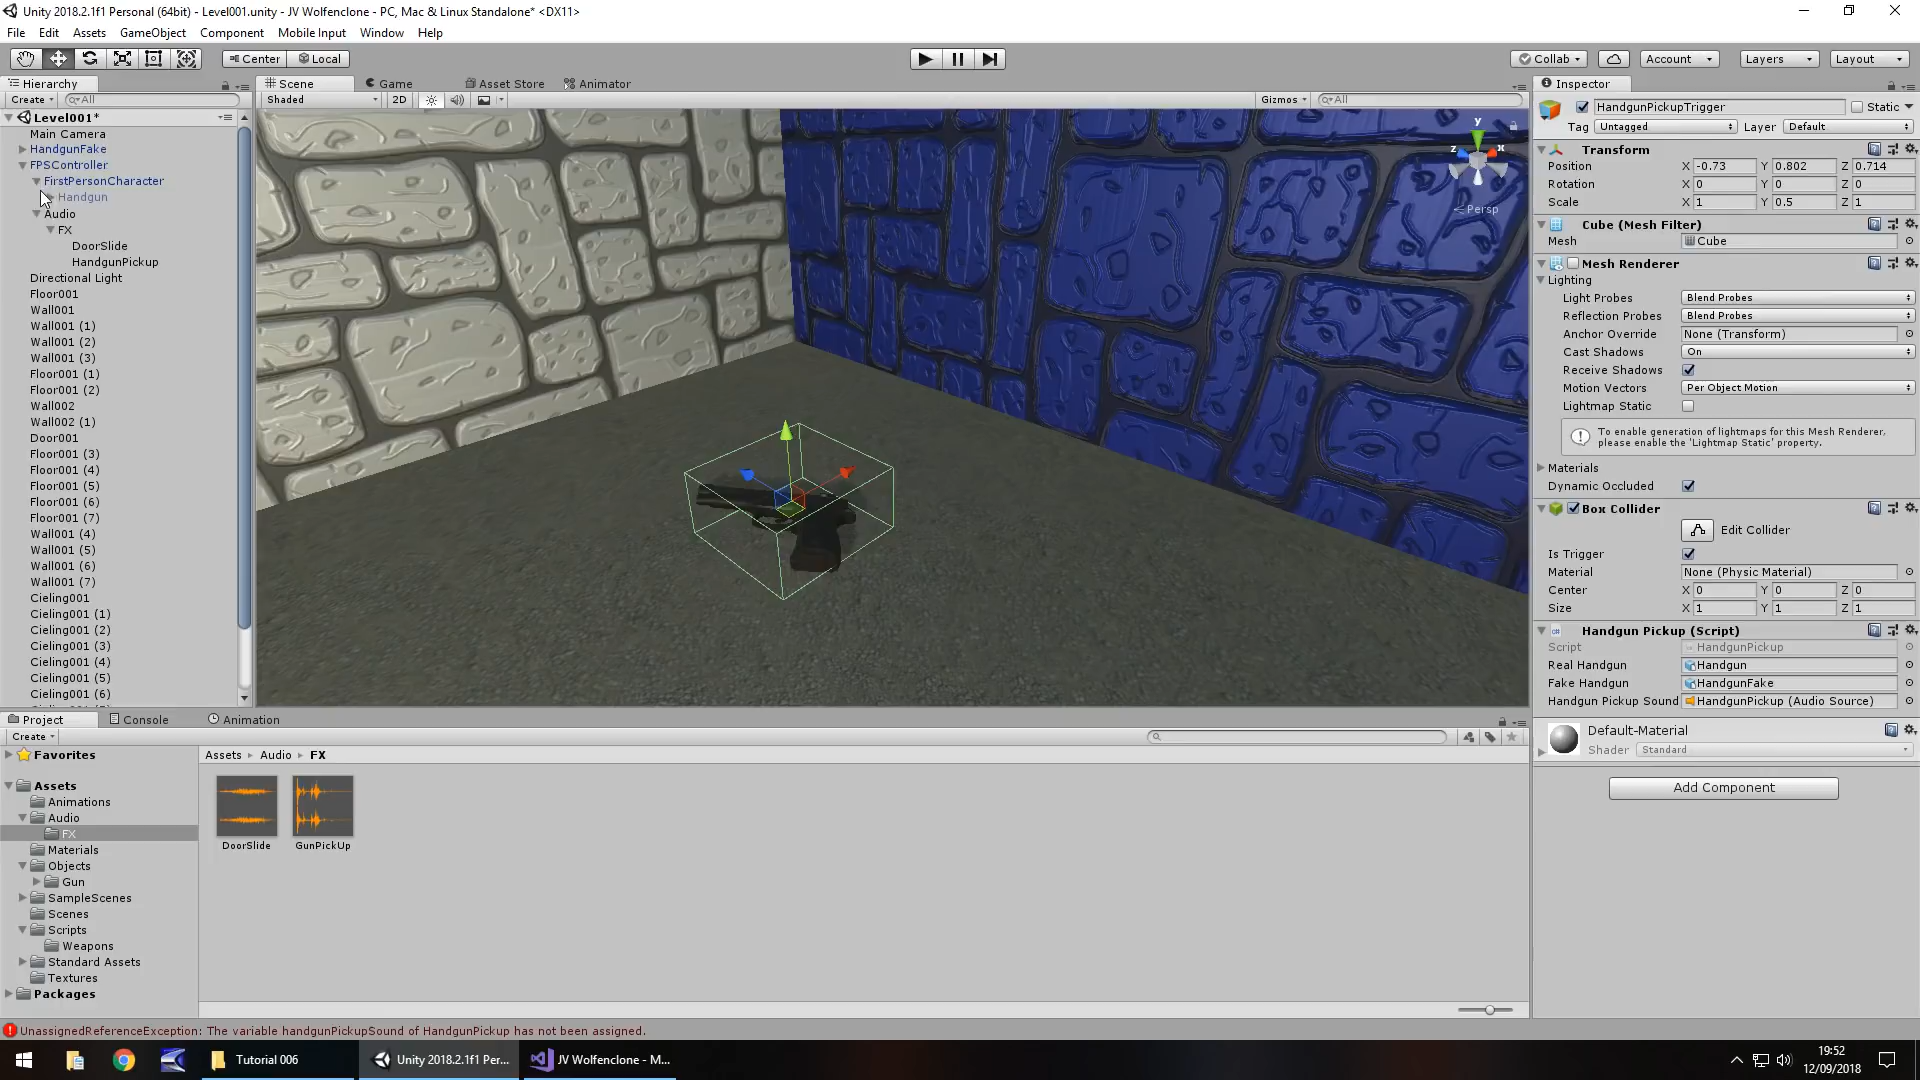 Unity 2018.2.1f1 Personal (64bit) - Level001.unity - JV Wolfenclone - PC, Mac & Linux Standalone* <DX11>
File Edit Assets GameObject Component Mobile Input Window Help
Center Local Collab Account Layers Layout
Hierarchy
Create All
Level001*
Main Camera
HandgunFake
FPSController
FirstPersonCharacter
Handgun
Audio
FX
DoorSlide
HandgunPickup
Directional Light
Floor001
Wall001
Wall001 (1)
Wall001 (2)
Wall001 (3)
Floor001 (1)
Floor001 (2)
Wall002
Wall002 (1)
Door001
Floor001 (3)
Floor001 (4)
Floor001 (5)
Floor001 (6)
Floor001 (7)
Wall001 (4)
Wall001 (5)
Wall001 (6)
Wall001 (7)
Cieling001
Cieling001 (1)
Cieling001 (2)
Cieling001 (3)
Cieling001 (4)
Cieling001 (5)
Cieling001 (6)
Scene Game Asset Store Animator
Shaded 2D Gizmos All
y
z x
Persp
Inspector
HandgunPickupTrigger Static
Tag Untagged Layer Default
Transform
Position X -0.73 Y 0.802 Z 0.714
Rotation X 0 Y 0 Z 0
Scale X 1 Y 0.5 Z 1
Cube (Mesh Filter)
Mesh Cube
Mesh Renderer
Lighting
Light Probes Blend Probes
Reflection Probes Blend Probes
Anchor Override None (Transform)
Cast Shadows On
Receive Shadows
Motion Vectors Per Object Motion
Lightmap Static
To enable generation of lightmaps for this Mesh Renderer,
please enable the 'Lightmap Static' property.
Materials
Dynamic Occluded
Box Collider
Edit Collider
Is Trigger
Material None (Physic Material)
Center X 0 Y 0 Z 0
Size X 1 Y 1 Z 1
Handgun Pickup (Script)
Script HandgunPickup
Real Handgun Handgun
Fake Handgun HandgunFake
Handgun Pickup Sound HandgunPickup (Audio Source)
Default-Material
Shader Standard
Add Component
Project Console Animation
Create
Favorites
Assets
Animations
Audio
FX
Materials
Objects
Gun
SampleScenes
Scenes
Scripts
Weapons
Standard Assets
Textures
Packages
Assets Audio FX
DoorSlide GunPickUp
UnassignedReferenceException: The variable handgunPickupSound of HandgunPickup has not been assigned.
Tutorial 006 Unity 2018.2.1f1 Per... JV Wolfenclone - M...
19:52
12/09/2018